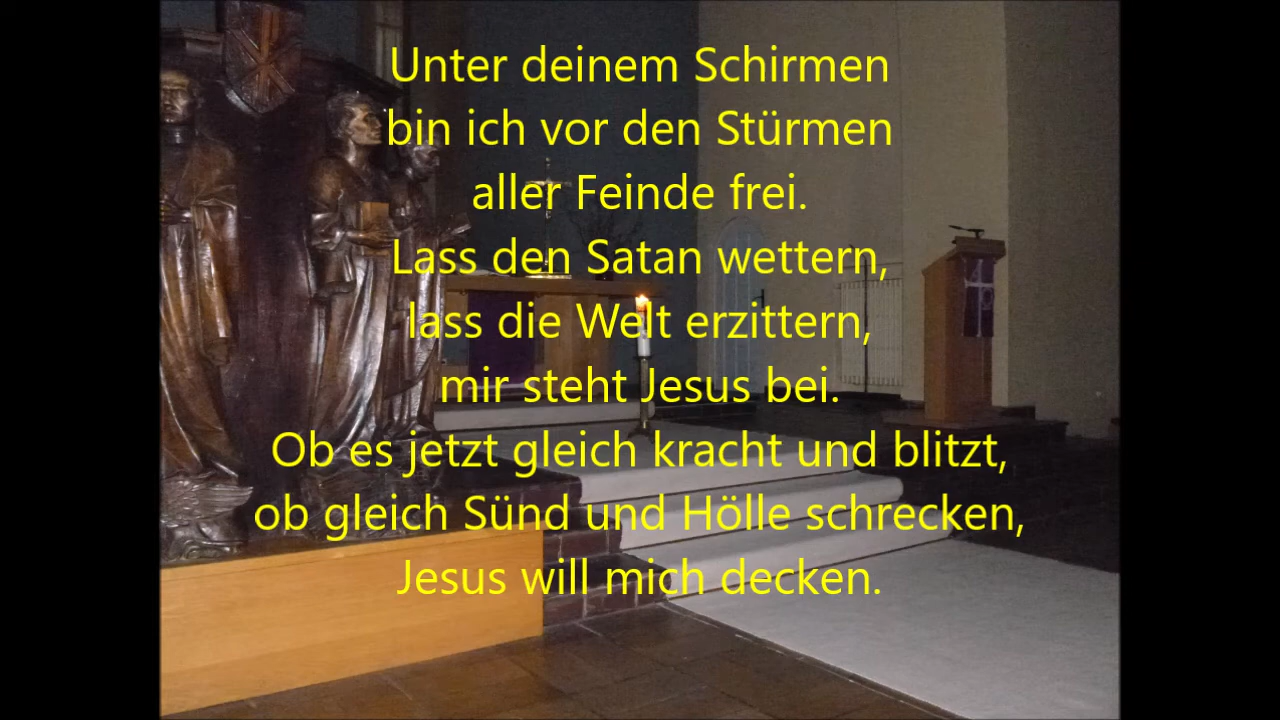 Unter deinem Schirmen
bin ich vor den Stürmen
aller Feinde frei.
Lass den Satan wettern,
lass die Welt erzittern,
mir steht Jesus bei.
Ob es jetzt gleich kracht und blitzt,
ob gleich Sünd und Hölle schrecken,
Jesus will mich decken.